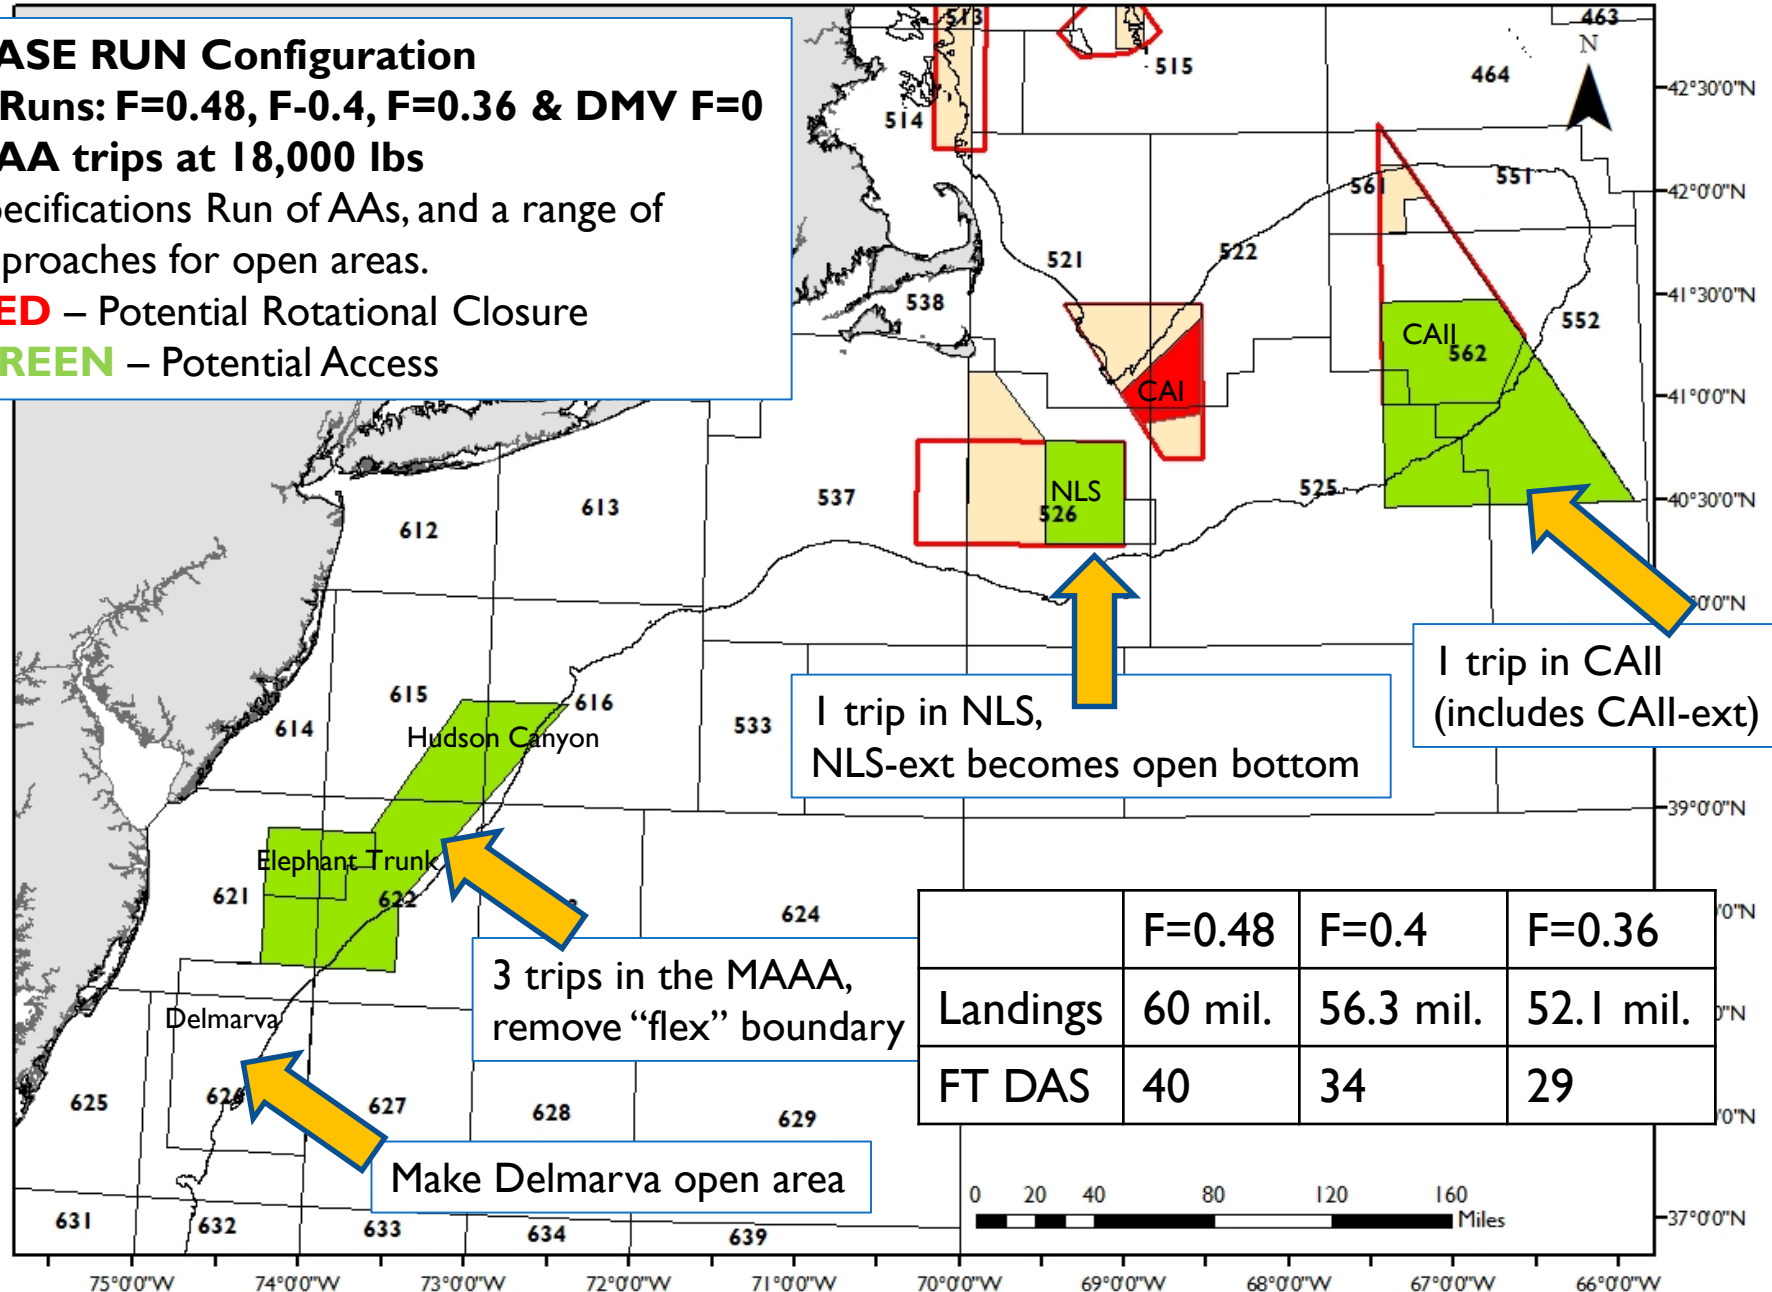 ASE RUN Configuration
Runs: F=0.48, F-0.4, F=0.36 & DMV F=0
AA trips at 18,000 lbs
ecifications Run of AAs, and a range of
proaches for open areas.
ED – Potential Rotational Closure
REEN – Potential Access
513
463
N
515
464
514
42°30'0"N
561
551
42°0'0"N
521
522
538
41°30'0"N
552
CAII
562
CAI
41°0'0"N
NLS
526
537
525
40°30'0"N
613
612
0'0"N
1 trip in CAII
(includes CAII-ext)
615
616
614
Hudson Canyon
533
1 trip in NLS,
NLS-ext becomes open bottom
39°0'0"N
Elephant Trunk
621
622
624
0"N
3 trips in the MAAA,
remove “flex” boundary
F=0.48 F=0.4 F=0.36
Landings 60 mil. 56.3 mil. 52.1 mil.
FT DAS 40 34 29
0"N
Delmarva
625
626
627
628
629
'0"N
Make Delmarva open area
0 20 40 80 120 160
Miles
37°0'0"N
631
632
633
634
639
75°0'0"W 74°0'0"W 73°0'0"W 72°0'0"W 71°0'0"W 70°0'0"W 69°0'0"W 68°0'0"W 67°0'0"W 66°0'0"W